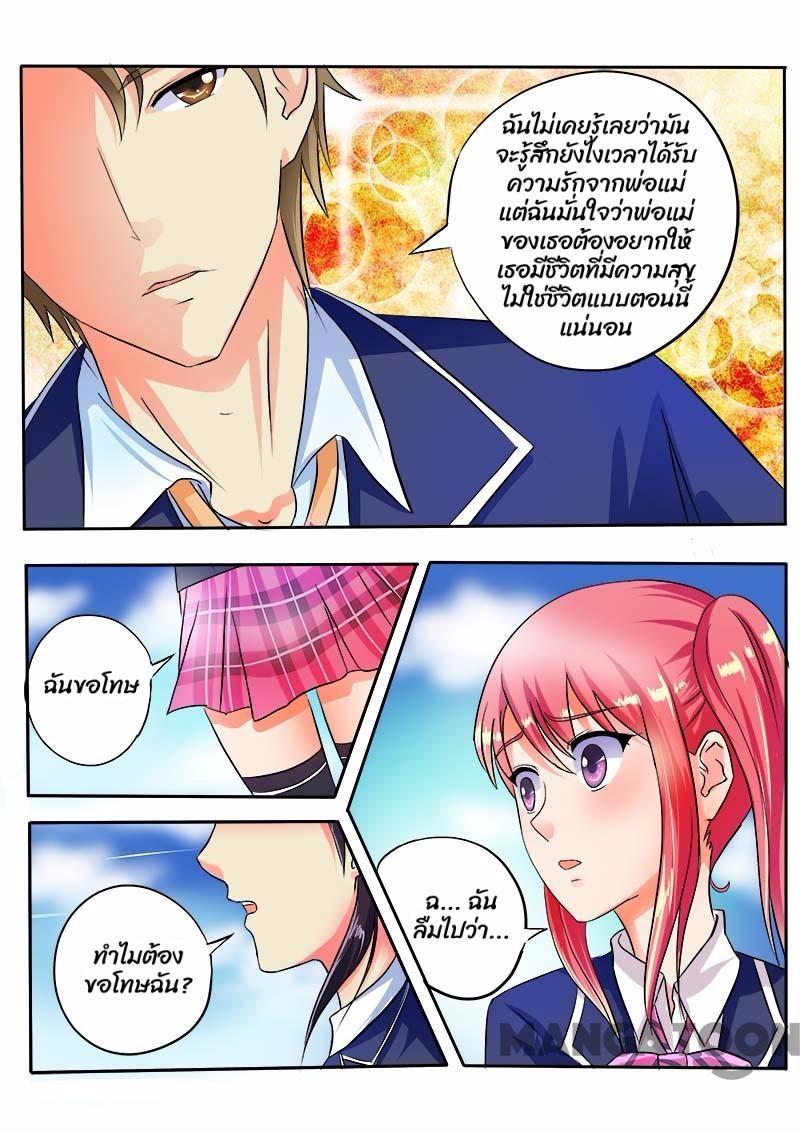 ฉันไม่เคยรู้เลยว่ามัน
จะรู้สึกยังไงเวลาได้รับ
ความรักจากพ่อแม่
แต่ฉันมั่นใจว่าพ่อแม่
ของเธอต้องอยากให้
เธอมีชีวิตที่มีความสุข
ไม่ใช่ชีวิตแบบตอนนี้
แน่นอน
ฉันขอโทษ
ฉ... ฉัน
ลืมไปว่า...
ทำไมต้อง
ขอโทษฉัน?
MANGATOON